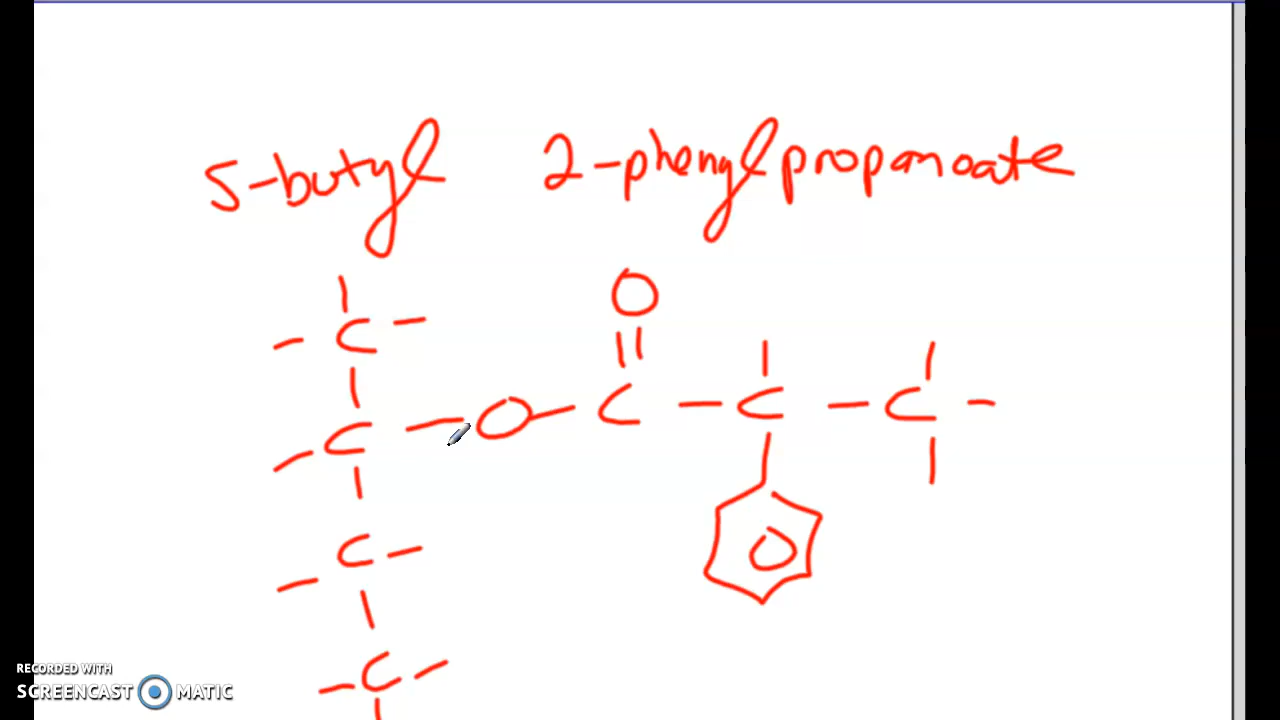 s-butyl 2-phenylpropanoate
O
C
C O C C C
C
C
RECORDED WITH
SCREENCAST MATIC